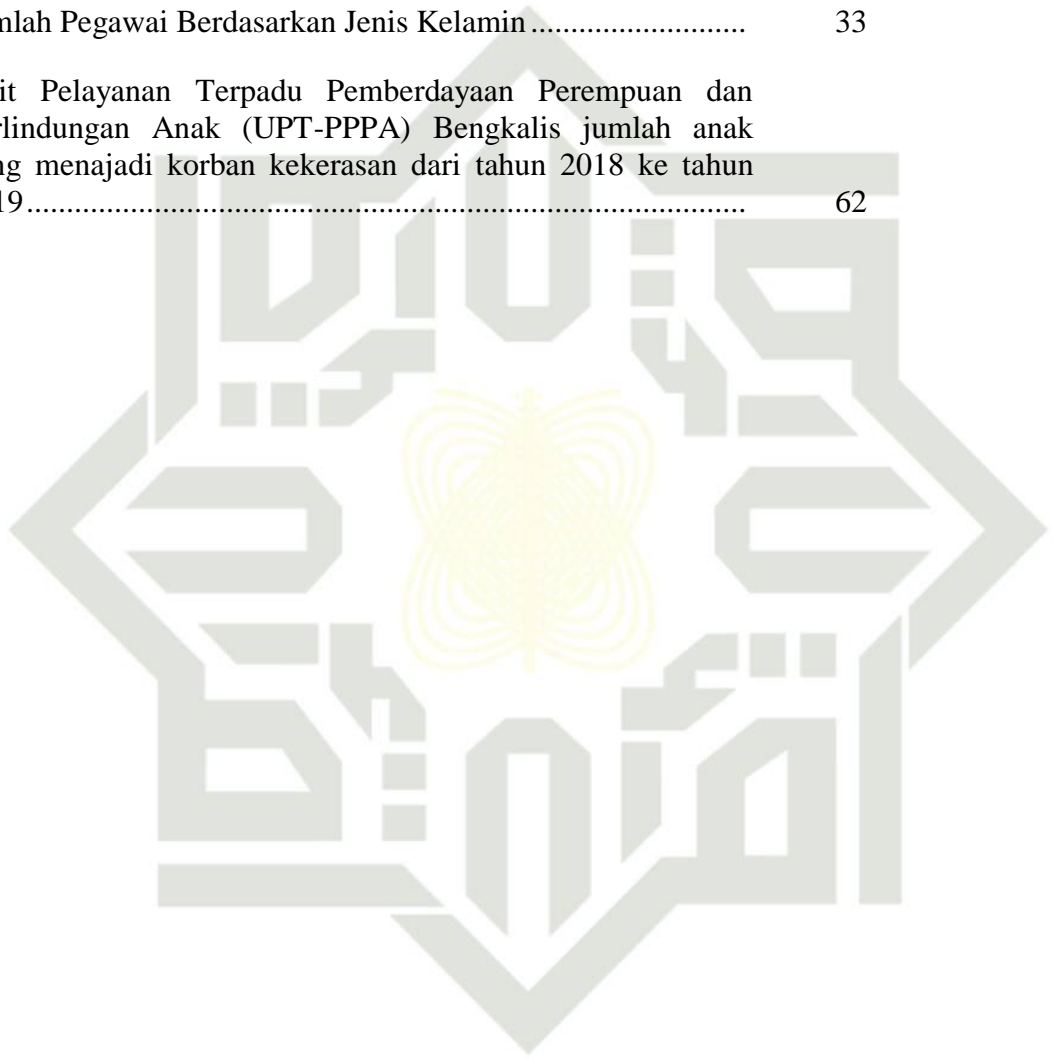 mlah Pegawai Berdasarkan Jenis Kelamin ......................... 33
it Pelayanan Terpadu Pemberdayaan Perempuan dan
rlindungan Anak (UPT-PPPA) Bengkalis jumlah anak
ng menajadi korban kekerasan dari tahun 2018 ke tahun
19........................................................................... 62